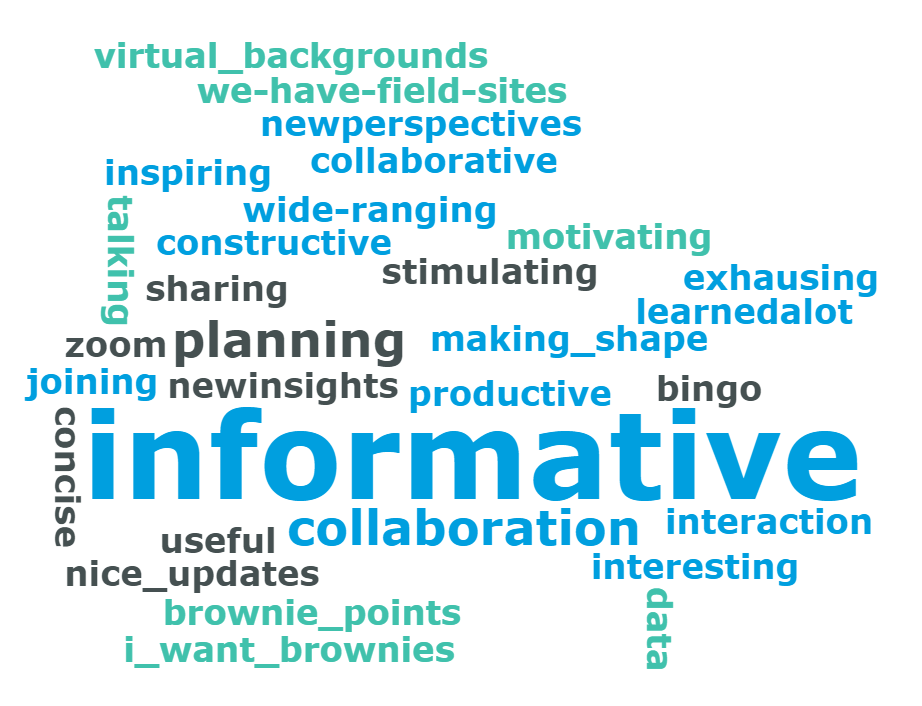 virtual_backgrounds
we-have-field-sites
newperspectives
collaborative
inspiring
talking
wide-ranging
constructive
motivating
stimulating
exhausing
sharing
learnedalot
zoom
planning
making_shape
joining
newinsights
productive
bingo
concise
informative
collaboration
interaction
useful
interesting
nice_updates
data
brownie_points
i_want_brownies